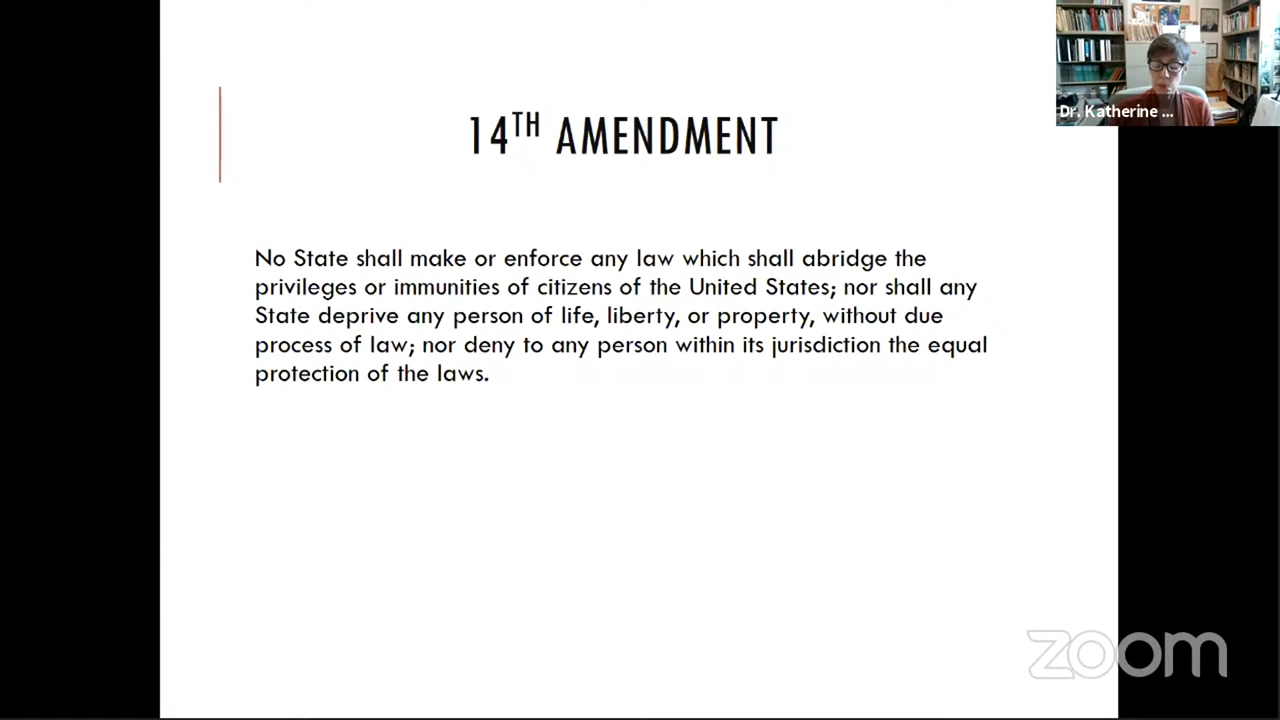 Dr. Katherine ...
14TH AMENDMENT
No State shall make or enforce any law which shall abridge the
privileges or immunities of citizens of the United States; nor shall any
State deprive any person of life, liberty, or property, without due
process of law; nor deny to any person within its jurisdiction the equal
protection of the laws.
zoom